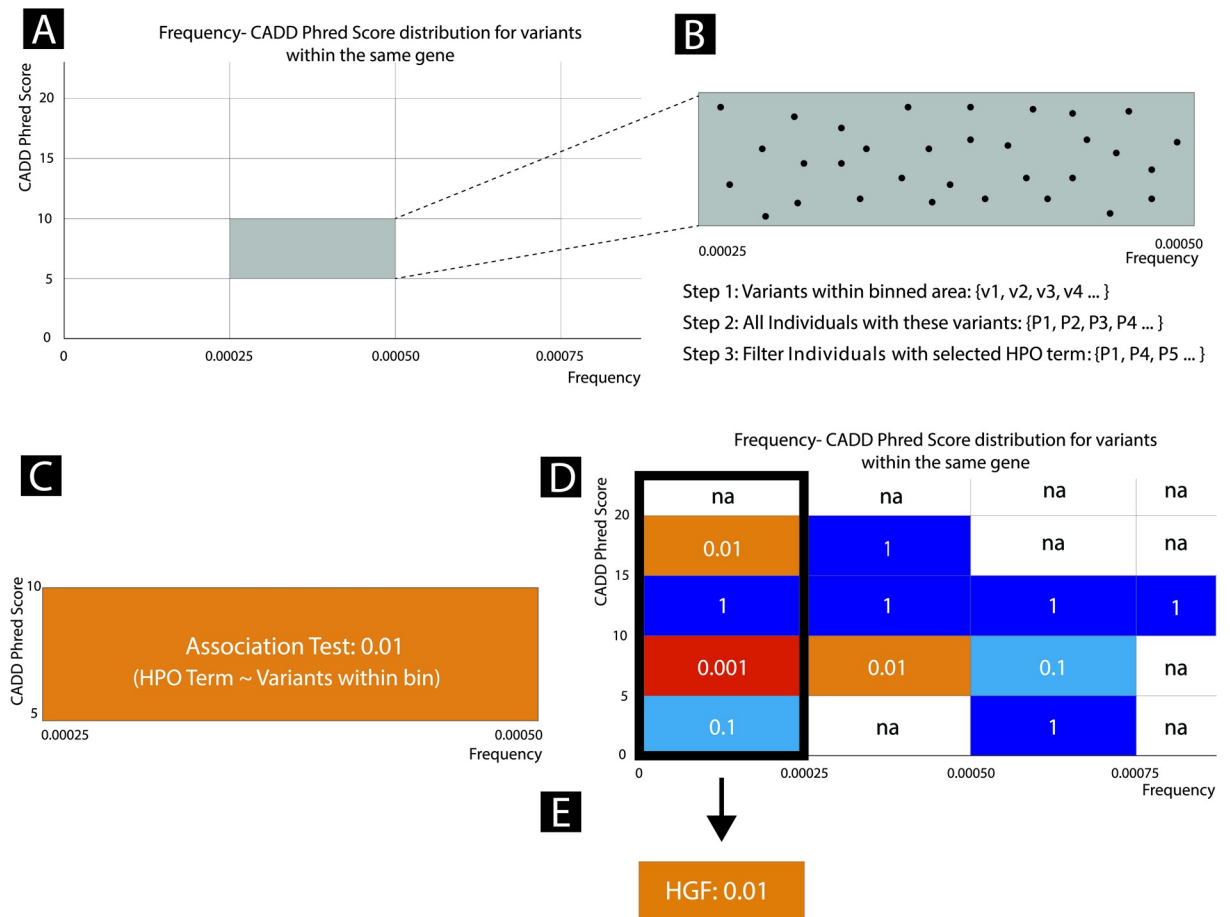 A
Frequency- CADD Phred Score distribution for variants
within the same gene
CADD Phred Score
20
15
10
5
0
0
0.00025
0.00050
0.00075
Frequency
B
0.00025
0.00050
Frequency
Step 1: Variants within binned area: {v1, v2, v3, v4 ... }
Step 2: All Individuals with these variants: {P1, P2, P3, P4 ... }
Step 3: Filter Individuals with selected HPO term: {P1, P4, P5 ... }
C
CADD Phred Score
10
5
Association Test: 0.01
(HPO Term ~ Variants within bin)
0.00025
0.00050
Frequency
D
Frequency- CADD Phred Score distribution for variants
within the same gene
CADD Phred Score
na na na na
20
0.01 1 na na
15
1 1 1 1
10
0.001 0.01 0.1 na
5
0.1 na 1 na
0
0 0.00025 0.00050 0.00075
Frequency
E
HGF: 0.01